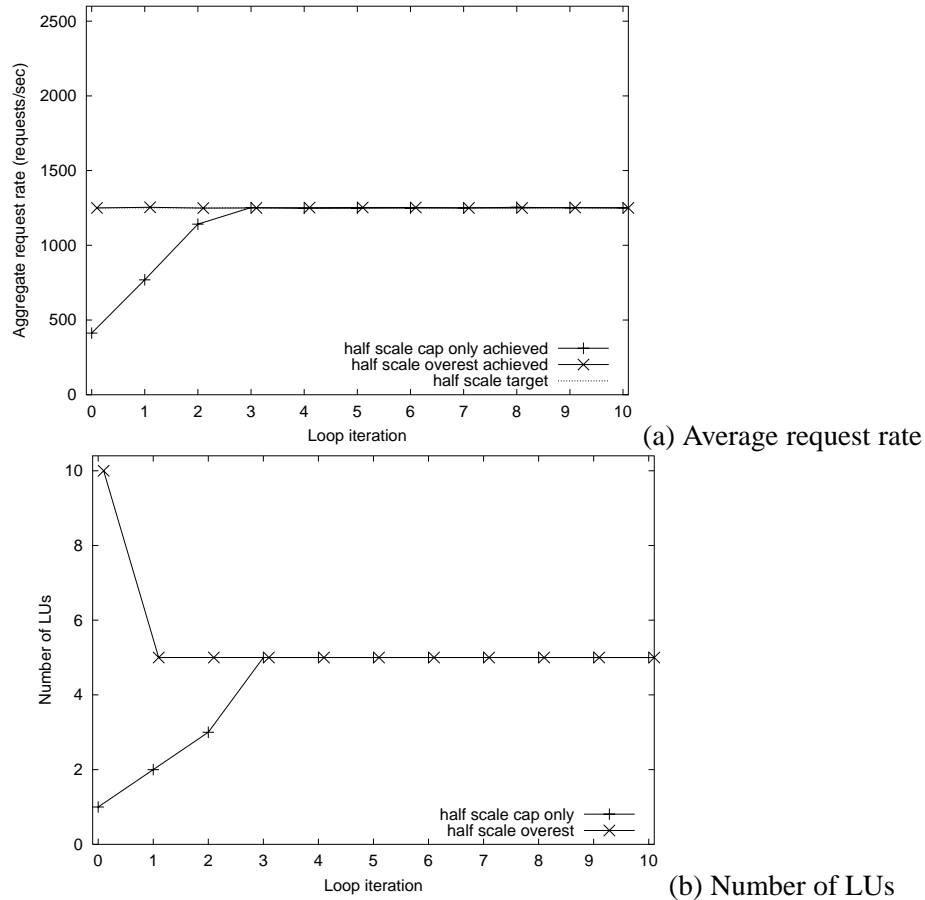 2500
2000
1500
1000
500
0
Aggregate request rate (requests/sec)
half scale cap only achieved
half scale overest achieved
half scale target
0 1 2 3 4 5 6 7 8 9 10
Loop iteration
(a) Average request rate
10
8
6
4
2
0
Number of LUs
half scale cap only
half scale overest
0 1 2 3 4 5 6 7 8 9 10
Loop iteration
(b) Number of LUs